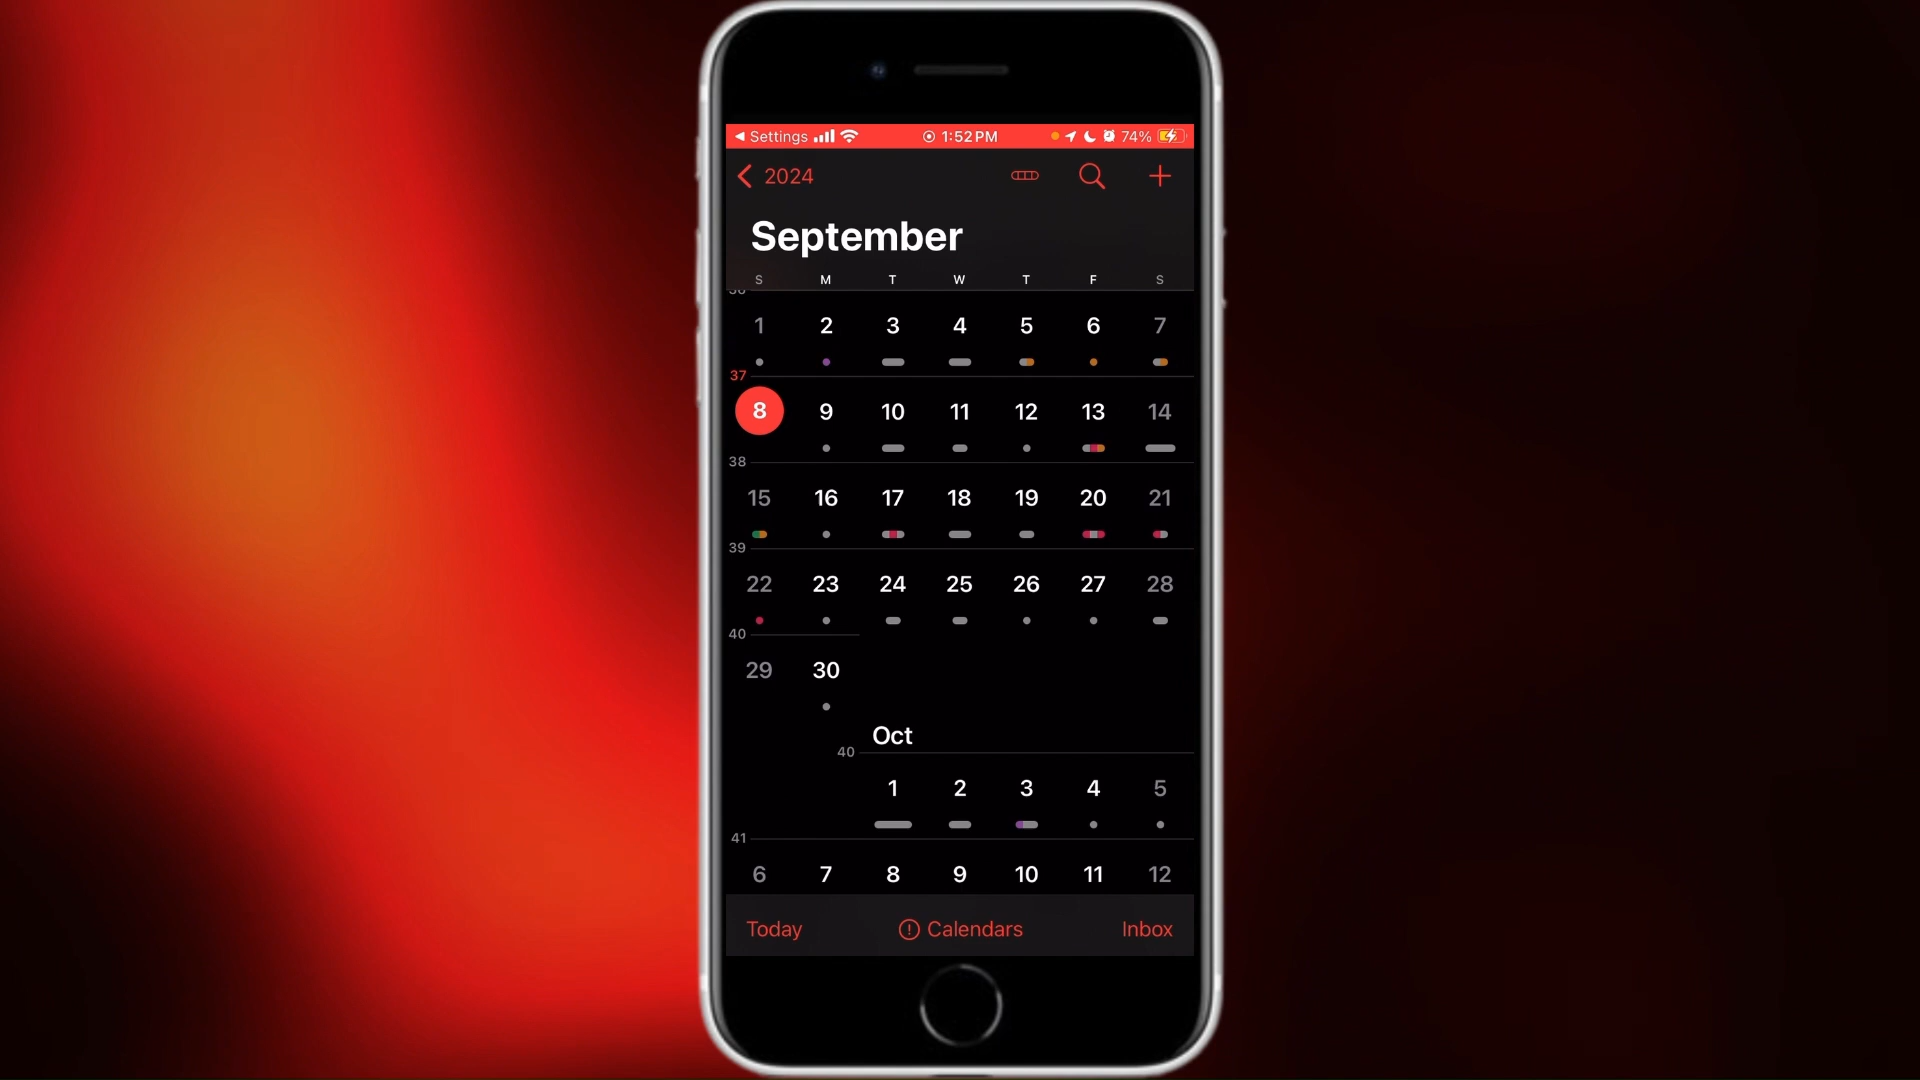 ◀ Settings 1:52 PM 74%
2024
September
S M T W T F S
1 2 3 4 5 6 7
37
8 9 10 11 12 13 14
38
15 16 17 18 19 20 21
39
22 23 24 25 26 27 28
40
29 30
Oct
40
1 2 3 4 5
41
6 7 8 9 10 11 12
Today Calendars Inbox